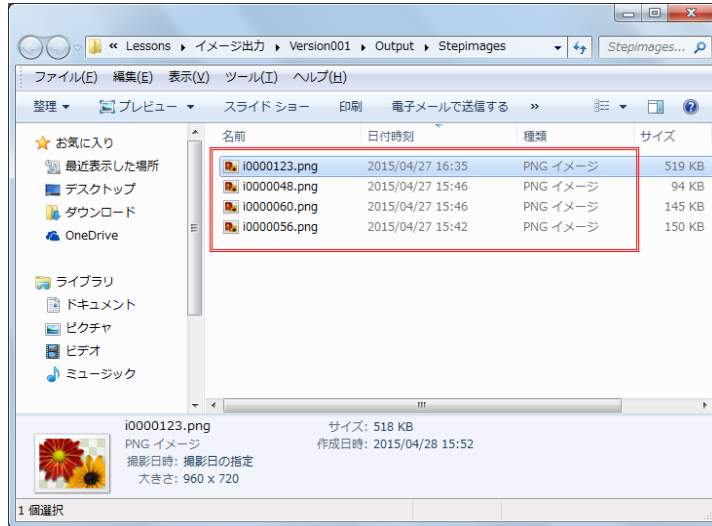 « Lessons ▸ イメージ出力 ▸ Version001 ▸ Output ▸ Stepimages
Stepimages...
ファイル(F) 編集(E) 表示(V) ツール(T) ヘルプ(H)
整理 プレビュー スライド ショー 印刷 電子メールで送信する »
名前 日付時刻 種類 サイズ
i0000123.png 2015/04/27 16:35 PNG イメージ 519 KB
i0000048.png 2015/04/27 15:46 PNG イメージ 94 KB
i0000060.png 2015/04/27 15:46 PNG イメージ 145 KB
i0000056.png 2015/04/27 15:42 PNG イメージ 150 KB
お気に入り
最近表示した場所
デスクトップ
ダウンロード
OneDrive
ライブラリ
ドキュメント
ピクチャ
ビデオ
ミュージック
i0000123.png サイズ: 518 KB
PNG イメージ 作成日時: 2015/04/28 15:52
撮影日時: 撮影日の指定
大きさ: 960 x 720
1 個選択